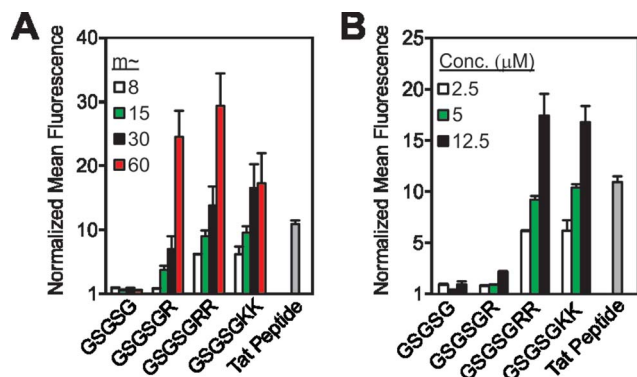 A
B
Normalized Mean Fluorescence
40
30
20
10
1
m~
8
15
30
60
GSGSG
GSGSGR
GSGSGRR
GSGSGKK
Tat Peptide
Normalized Mean Fluorescence
25
20
15
10
5
1
Conc. (μM)
2.5
5
12.5
GSGSG
GSGSGR
GSGSGRR
GSGSGKK
Tat Peptide